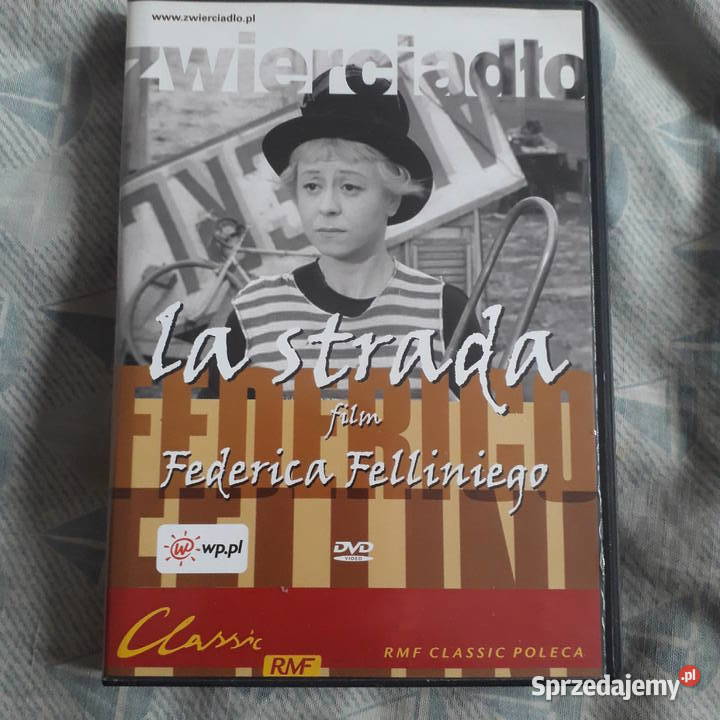 www.zwierciadlo.pl
zwierciadło
la strada
film
Federica Felliniego
FEDERICO
FELLINI
wp.pl
DVD
VIDEO
Classic
RMF
RMF CLASSIC POLECA
Sprzedajemy.pl